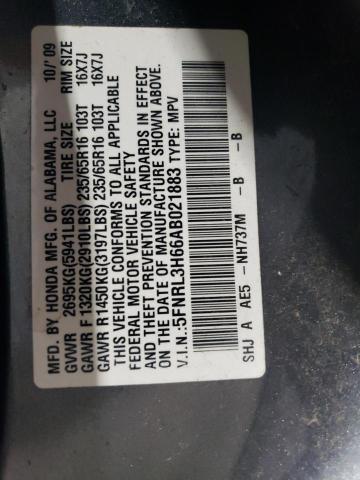 MFD. BY HONDA MFG. OF ALABAMA, LLC 10/'09
GVWR 2695KG(5941LBS) TIRE SIZE RIM SIZE
GAWR F 1320KG(2910LBS) 235/65R16 103T 16X7J
GAWR R1450KG(3197LBS) 235/65R16 103T 16X7J
THIS VEHICLE CONFORMS TO ALL APPLICABLE
FEDERAL MOTOR VEHICLE SAFETY
AND THEFT PREVENTION STANDARDS IN EFFECT
ON THE DATE OF MANUFACTURE SHOWN ABOVE.
V.I.N.:5FNRL3H66AB021883 TYPE: MPV
SHJ A AE5 -NH737M -B -B